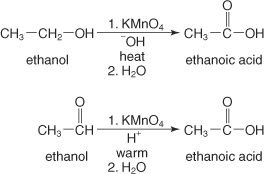 O
1. KMnO₄
CH₃—CH₂—OH CH₃—C—OH
⁻OH
ethanol heat ethanoic acid
2. H₂O
O O
1. KMnO₄
CH₃—CH CH₃—C—OH
H⁺
ethanol warm ethanoic acid
2. H₂O